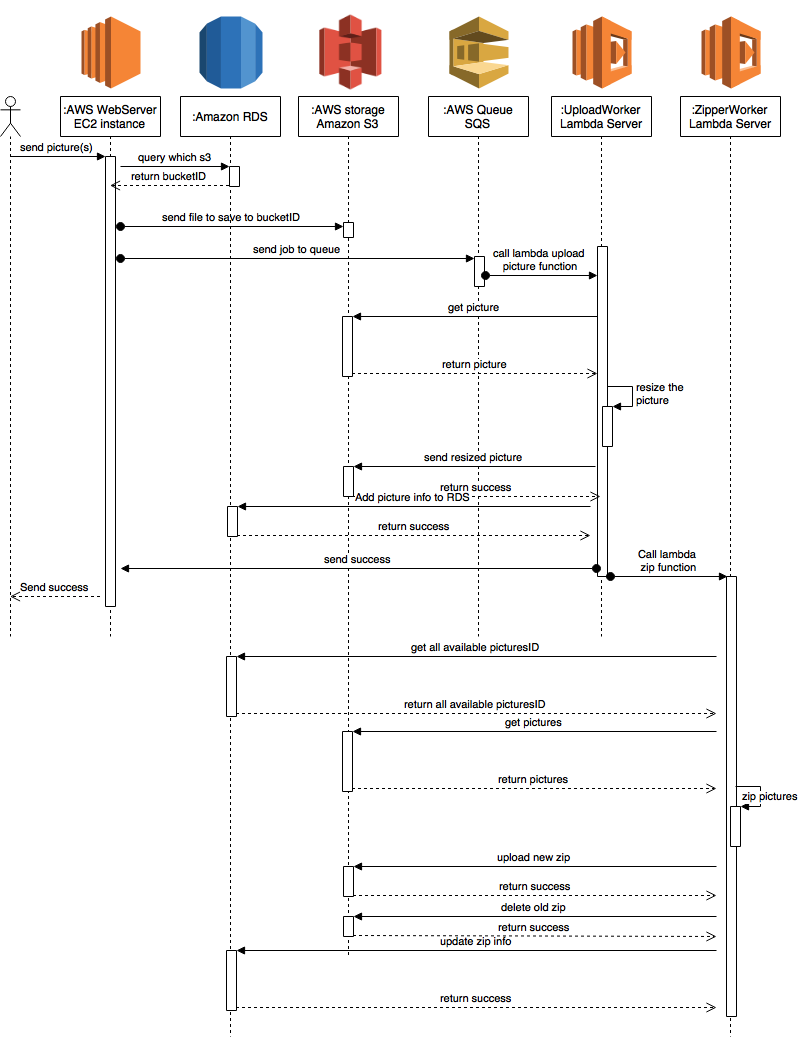 :AWS WebServer
EC2 instance
:Amazon RDS
:AWS storage
Amazon S3
:AWS Queue
SQS
:UploadWorker
Lambda Server
:ZipperWorker
Lambda Server
send picture(s)
query which s3
return bucketID
send file to save to bucketID
send job to queue
call lambda upload
picture function
get picture
return picture
resize the
picture
send resized picture
return success
Add picture info to RDS
return success
send success
Call lambda
zip function
Send success
get all available picturesID
return all available picturesID
get pictures
return pictures
zip pictures
upload new zip
return success
delete old zip
return success
update zip info
return success